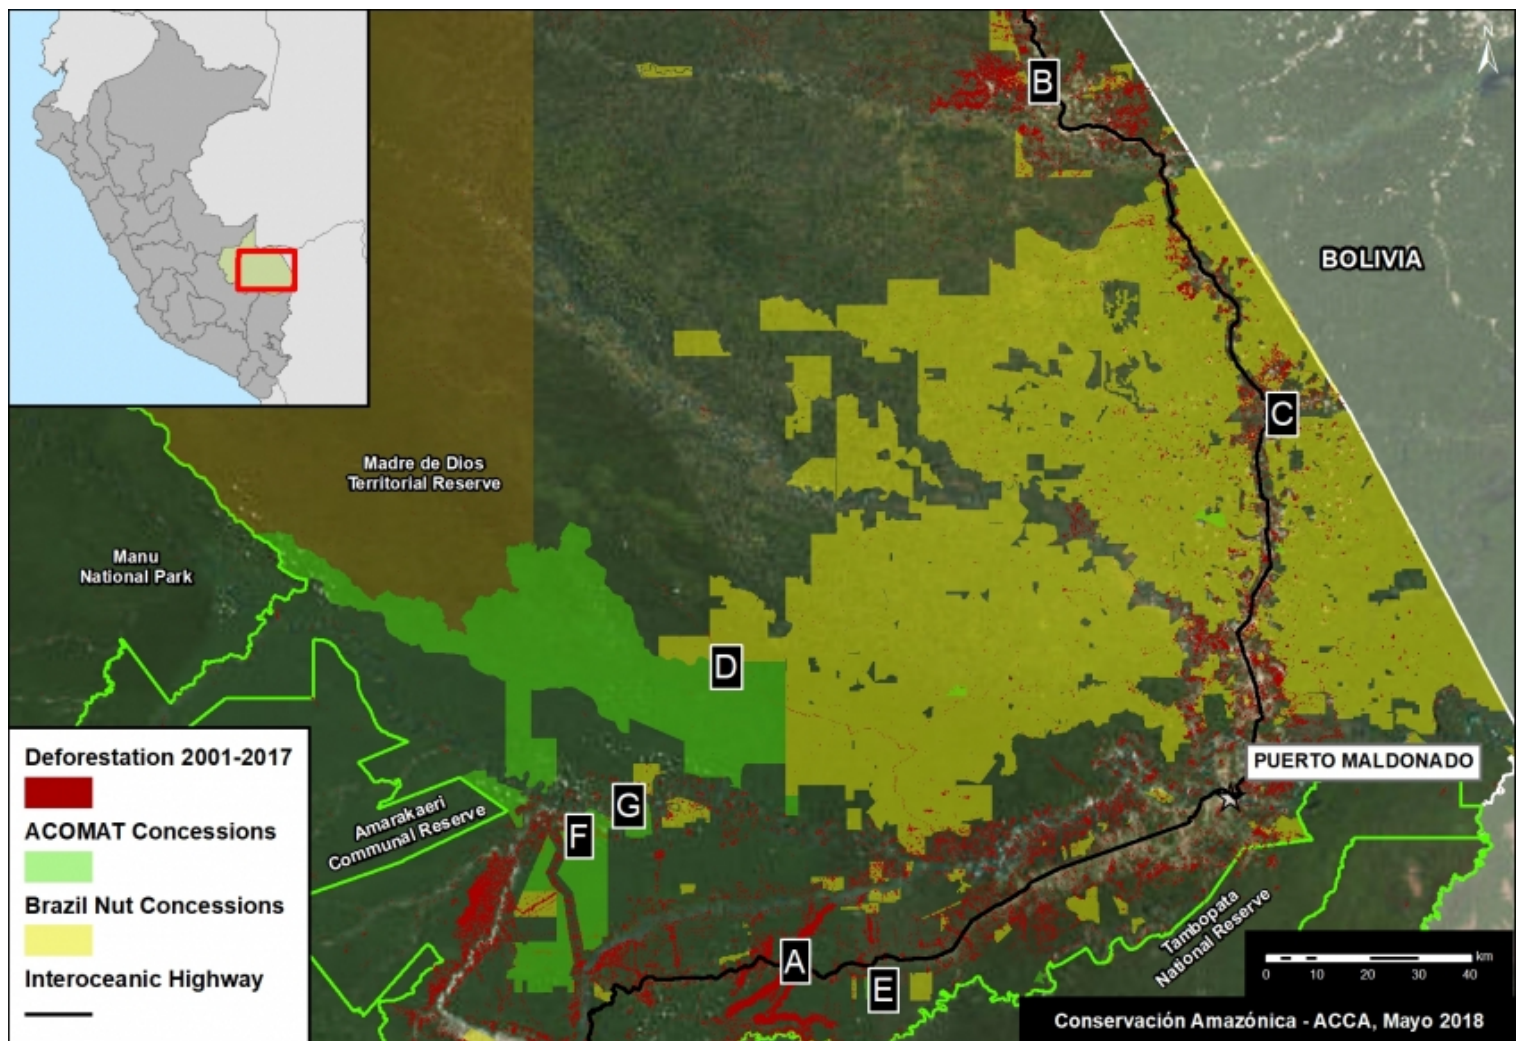 N
B
BOLIVIA
C
Madre de Dios
Territorial Reserve
Manu
National Park
D
Deforestation 2001-2017
ACOMAT Concessions
Brazil Nut Concessions
Interoceanic Highway
PUERTO MALDONADO
Amarakaeri
Communal Reserve
G
F
A
E
Tambopata
National Reserve
km
0 10 20 30 40
Conservación Amazónica - ACCA, Mayo 2018